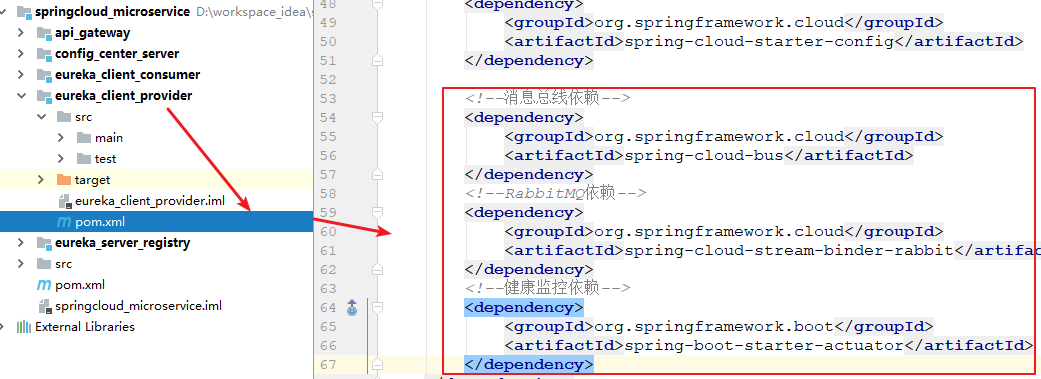 springcloud_microservice D:\workspace_idea\s
api_gateway
config_center_server
eureka_client_consumer
eureka_client_provider
src
main
test
target
eureka_client_provider.iml
pom.xml
eureka_server_registry
src
pom.xml
springcloud_microservice.iml
External Libraries
48 <dependency>
49 <groupId>org.springframework.cloud</groupId>
50 <artifactId>spring-cloud-starter-config</artifactId>
51 </dependency>
52
53 <!--消息总线依赖-->
54 <dependency>
55 <groupId>org.springframework.cloud</groupId>
56 <artifactId>spring-cloud-bus</artifactId>
57 </dependency>
58 <!--RabbitMQ依赖-->
59 <dependency>
60 <groupId>org.springframework.cloud</groupId>
61 <artifactId>spring-cloud-stream-binder-rabbit</artifac
62 </dependency>
63 <!--健康监控依赖-->
64 <dependency>
65 <groupId>org.springframework.boot</groupId>
66 <artifactId>spring-boot-starter-actuator</artifactId>
67 </dependency>